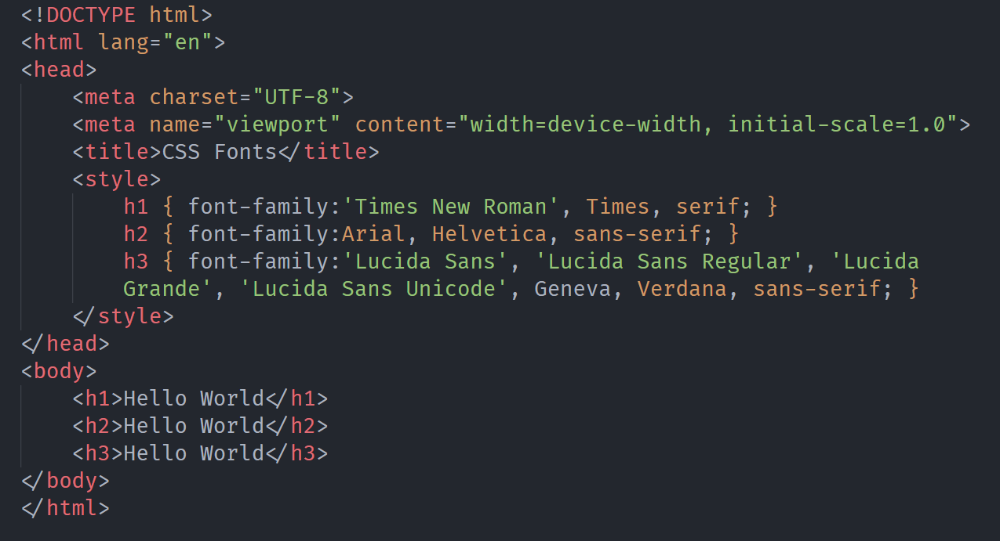 <!DOCTYPE html>
<html lang="en">
<head>
    <meta charset="UTF-8">
    <meta name="viewport" content="width=device-width, initial-scale=1.0">
    <title>CSS Fonts</title>
    <style>
        h1 { font-family:'Times New Roman', Times, serif; }
        h2 { font-family:Arial, Helvetica, sans-serif; }
        h3 { font-family:'Lucida Sans', 'Lucida Sans Regular', 'Lucida
        Grande', 'Lucida Sans Unicode', Geneva, Verdana, sans-serif; }
    </style>
</head>
<body>
    <h1>Hello World</h1>
    <h2>Hello World</h2>
    <h3>Hello World</h3>
</body>
</html>